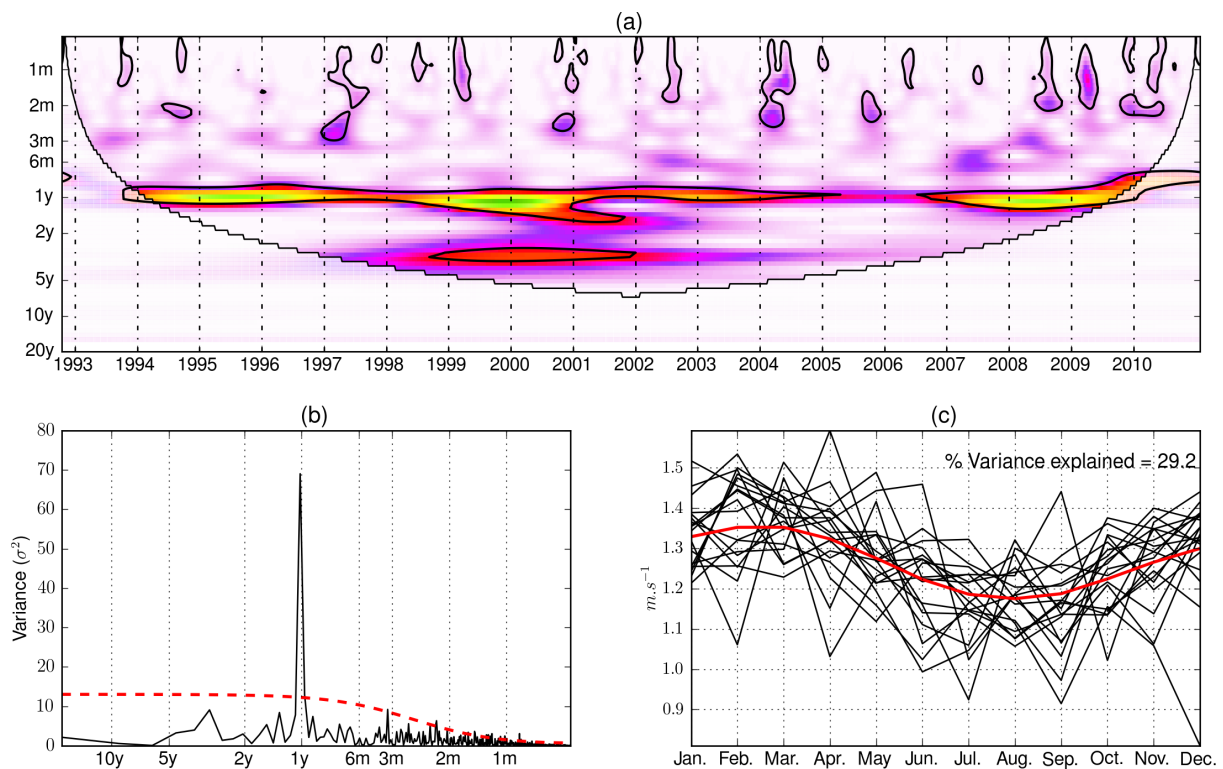 (a)
1m
2m
3m
6m
1y
2y
5y
10y
20y
1993 1994 1995 1996 1997 1998 1999 2000 2001 2002 2003 2004 2005 2006 2007 2008 2009 2010
(b)
Variance (σ²)
80
70
60
50
40
30
20
10
0
10y 5y 2y 1y 6m 3m 2m 1m
(c)
% Variance explained = 29.2
m.s⁻¹
1.5
1.4
1.3
1.2
1.1
1.0
0.9
Jan. Feb. Mar. Apr. May Jun. Jul. Aug. Sep. Oct. Nov. Dec.